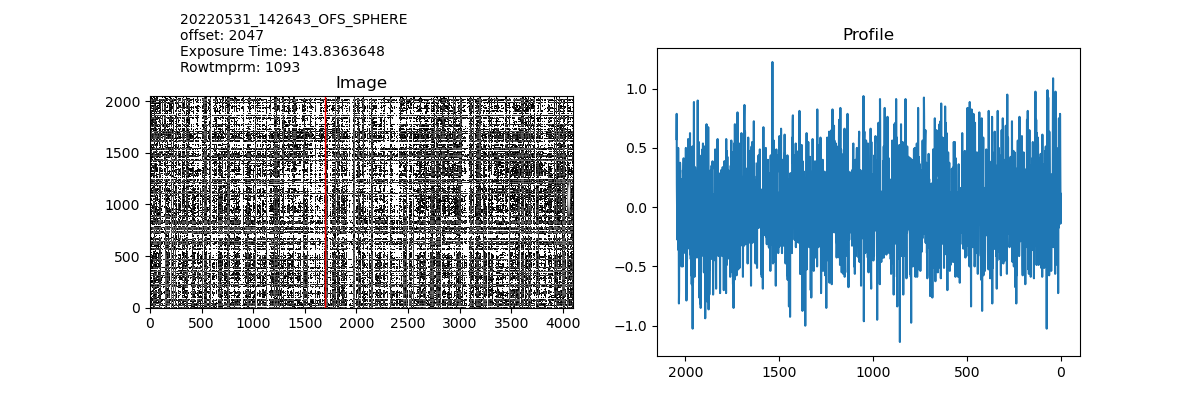 20220531_142643_OFS_SPHERE
offset: 2047
Exposure Time: 143.8363648
Rowtmprm: 1093
Image
Profile
2000
1500
1000
500
0
0 500 1000 1500 2000 2500 3000 3500 4000
1.0
0.5
0.0
−0.5
−1.0
2000 1500 1000 500 0